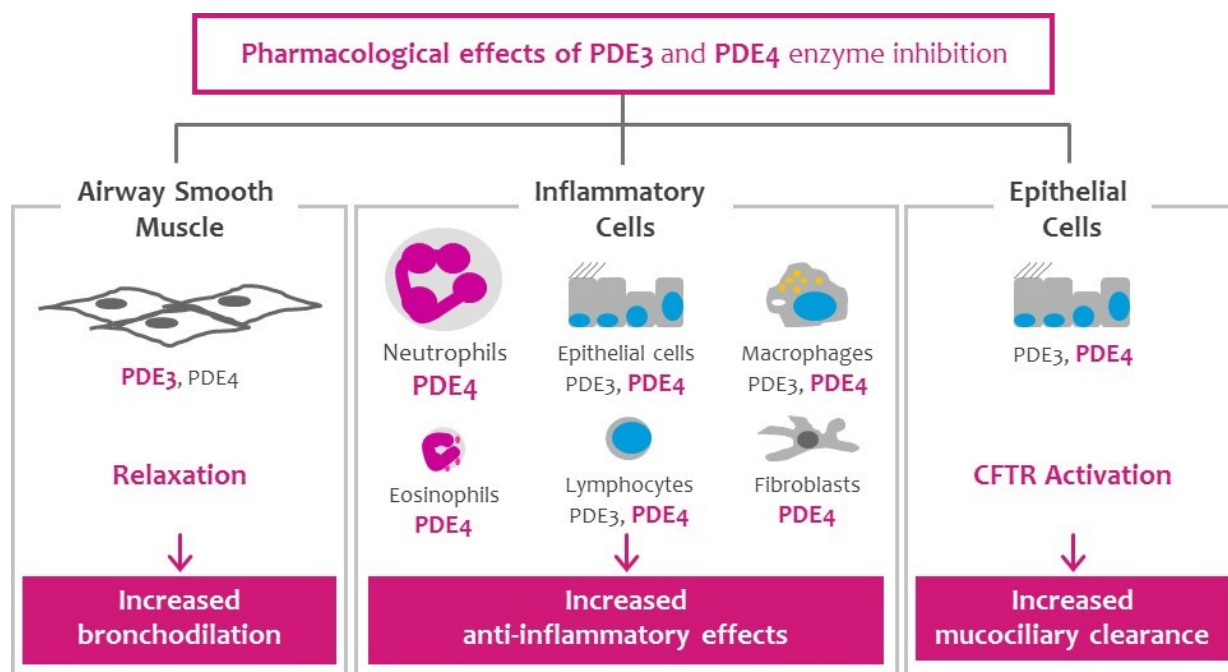 Pharmacological effects of PDE3 and PDE4 enzyme inhibition
Airway Smooth
Muscle
PDE3, PDE4
Relaxation
Increased
bronchodilation
Inflammatory
Cells
Neutrophils
PDE4
Epithelial cells
PDE3, PDE4
Macrophages
PDE3, PDE4
Eosinophils
PDE4
Lymphocytes
PDE3, PDE4
Fibroblasts
PDE4
Increased
anti-inflammatory effects
Epithelial
Cells
PDE3, PDE4
CFTR Activation
Increased
mucociliary clearance